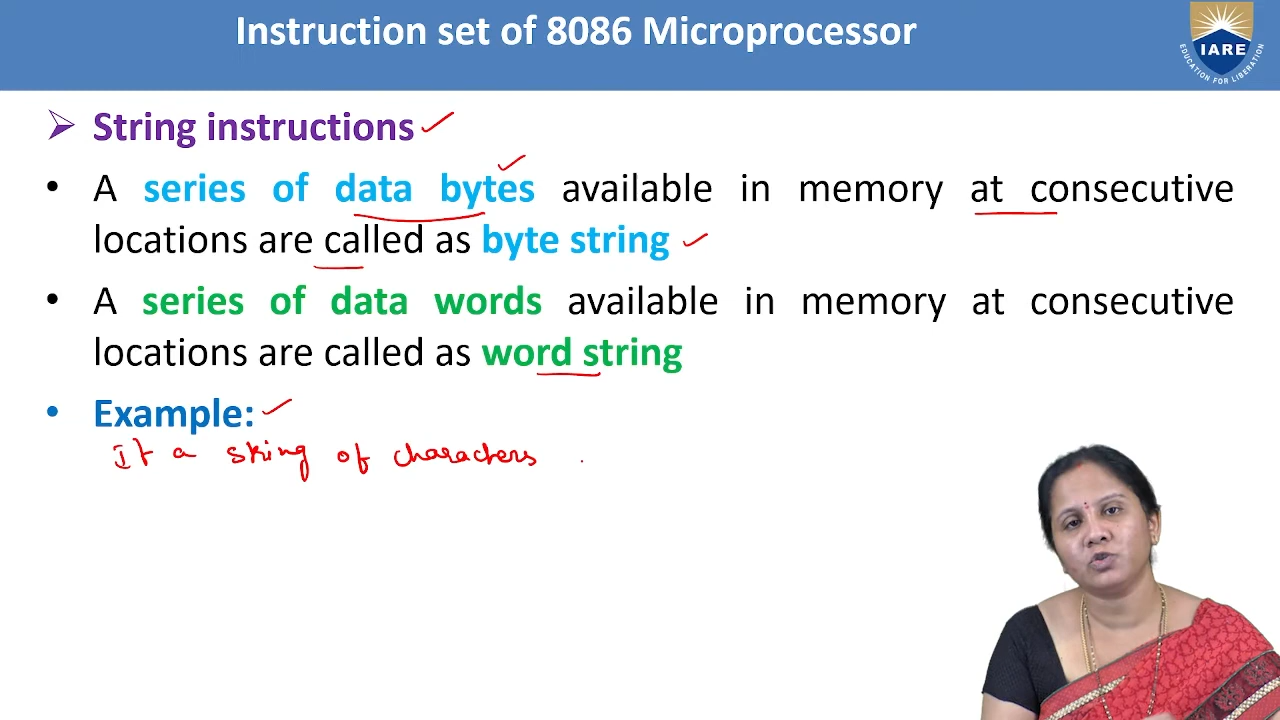 Instruction set of 8086 Microprocessor
IARE
EDUCATION FOR LIBERATION
String instructions
A series of data bytes available in memory at consecutive
locations are called as byte string
A series of data words available in memory at consecutive
locations are called as word string
Example:
If a string of characters